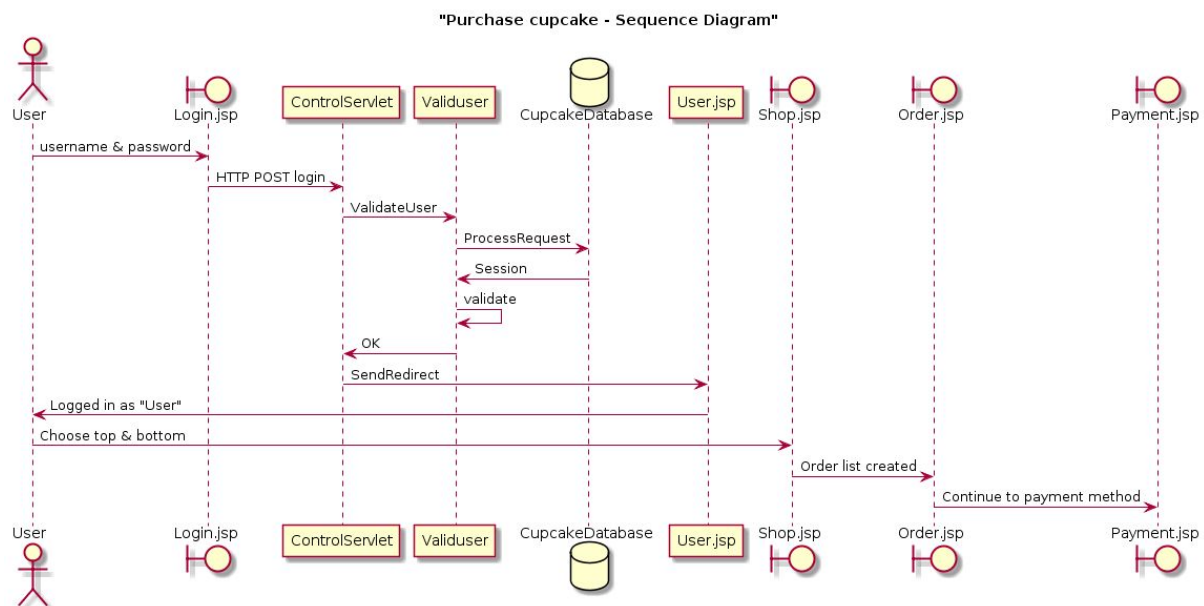 "Purchase cupcake - Sequence Diagram"
User
Login.jsp
ControlServlet
Validuser
CupcakeDatabase
User.jsp
Shop.jsp
Order.jsp
Payment.jsp
username & password
HTTP POST login
ValidateUser
ProcessRequest
Session
validate
OK
SendRedirect
Logged in as "User"
Choose top & bottom
Order list created
Continue to payment method
User
Login.jsp
ControlServlet
Validuser
CupcakeDatabase
User.jsp
Shop.jsp
Order.jsp
Payment.jsp